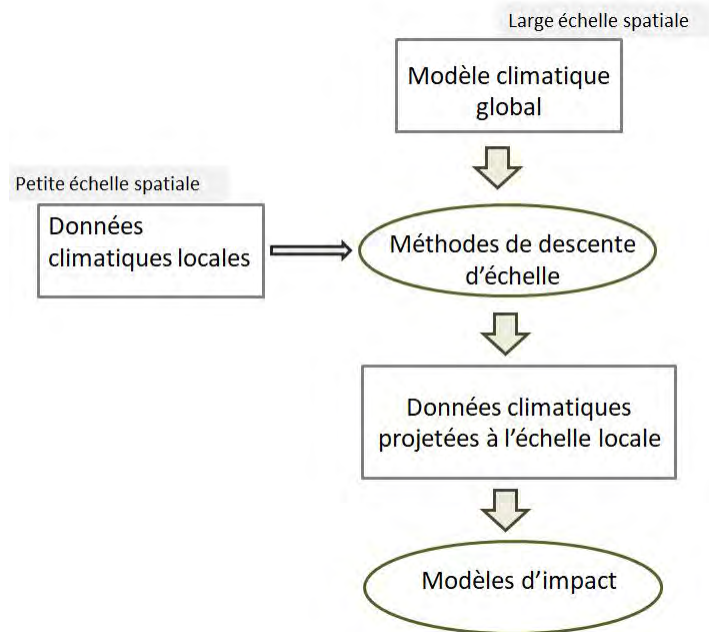 Large échelle spatiale
Modèle climatique
global
Petite échelle spatiale
Données
climatiques locales
Méthodes de descente
d'échelle
Données climatiques
projetées à l'échelle locale
Modèles d'impact